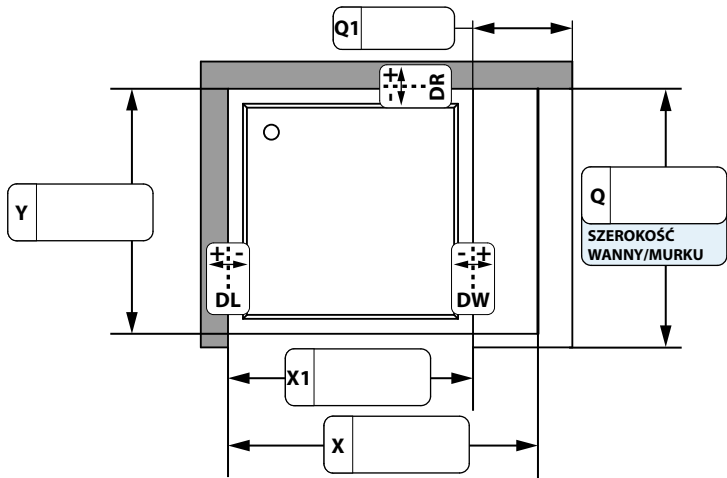 Q1
+
-
DR
Y
Q
SZEROKOŚĆ
WANNY/MURKU
+ -
DL
- +
DW
X1
X